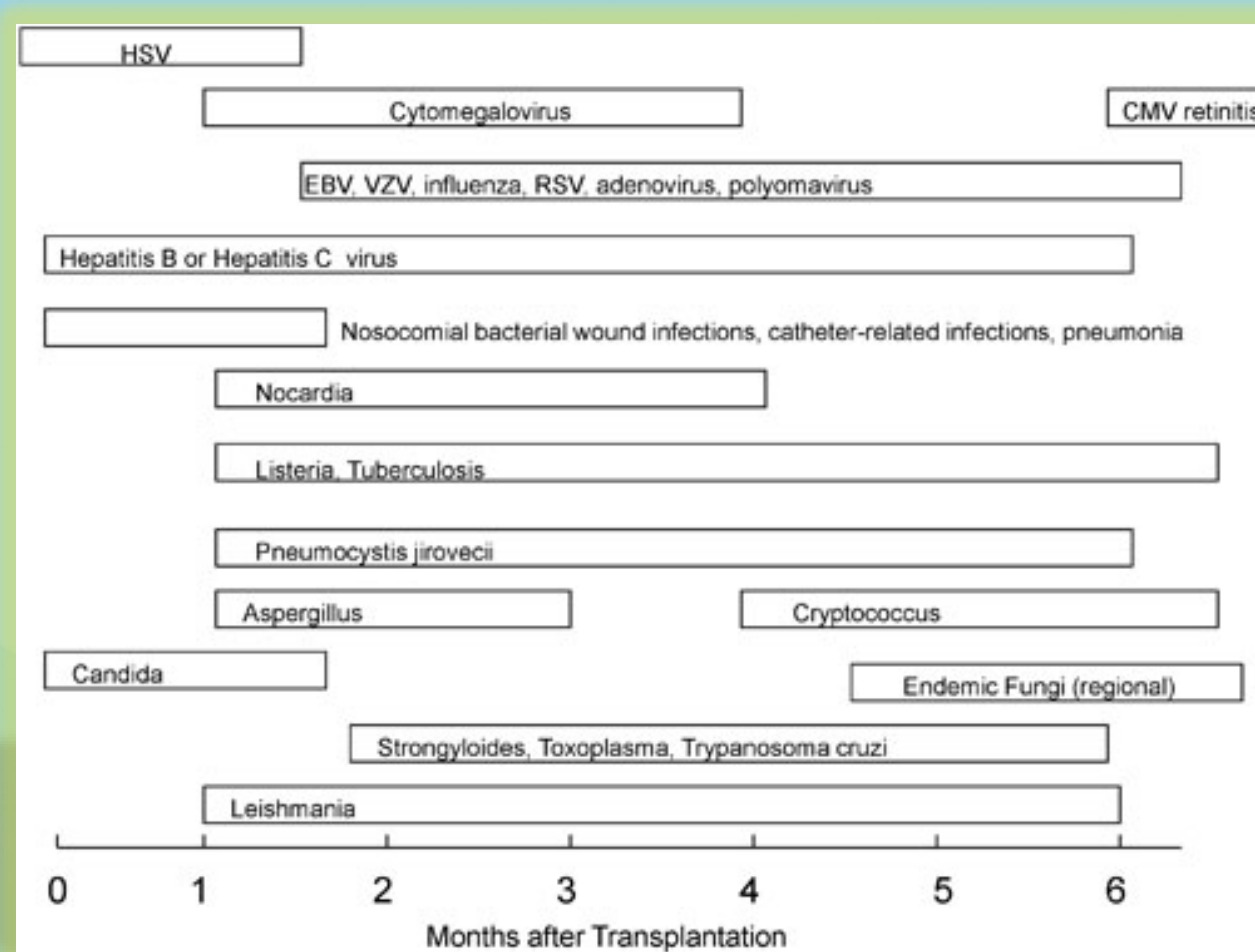 HSV
Cytomegalovirus
CMV retinitis
EBV, VZV, influenza, RSV, adenovirus, polyomavirus
Hepatitis B or Hepatitis C virus
Nosocomial bacterial wound infections, catheter-related infections, pneumonia
Nocardia
Listeria, Tuberculosis
Pneumocystis jirovecii
Aspergillus
Cryptococcus
Candida
Endemic Fungi (regional)
Strongyloides, Toxoplasma, Trypanosoma cruzi
Leishmania
0 1 2 3 4 5 6
Months after Transplantation